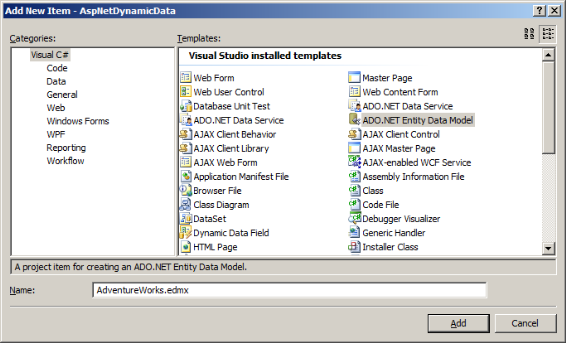 Add New Item - AspNetDynamicData
Categories:
Templates:
Visual C#
Code
Data
General
Web
Windows Forms
WPF
Reporting
Workflow
Visual Studio installed templates
Web Form
Master Page
Web User Control
Web Content Form
Database Unit Test
ADO.NET Data Service
ADO.NET Data Service
ADO.NET Entity Data Model
AJAX Client Behavior
AJAX Client Control
AJAX Client Library
AJAX Master Page
AJAX Web Form
AJAX-enabled WCF Service
Application Manifest File
Assembly Information File
Browser File
Class
Class Diagram
Code File
DataSet
Debugger Visualizer
Dynamic Data Field
Generic Handler
HTML Page
Installer Class
A project item for creating an ADO.NET Entity Data Model.
Name:
AdventureWorks.edmx
Add
Cancel